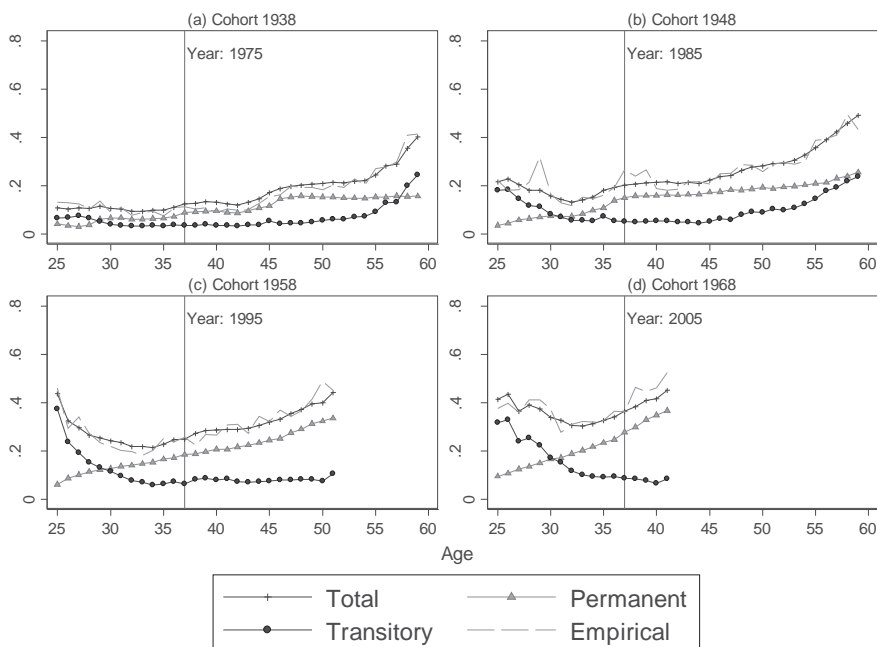 (a) Cohort 1938
(b) Cohort 1948
.8
.6
.4
.2
0
Year: 1975
25 30 35 40 45 50 55 60
.8
.6
.4
.2
0
Year: 1985
25 30 35 40 45 50 55 60
(c) Cohort 1958
(d) Cohort 1968
.8
.6
.4
.2
0
Year: 1995
25 30 35 40 45 50 55 60
.8
.6
.4
.2
0
Year: 2005
25 30 35 40 45 50 55 60
Age
Total
Permanent
Transitory
Empirical